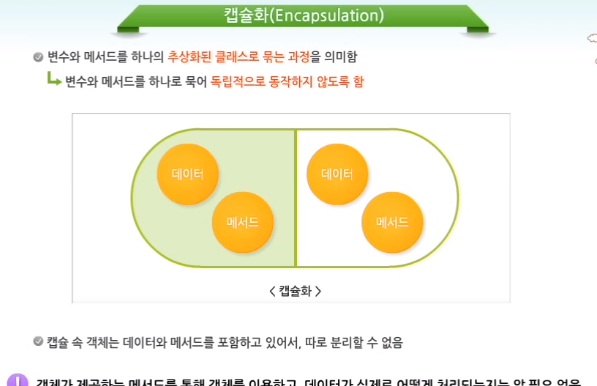 캡슐화(Encapsulation)
변수와 메서드를 하나의 추상화된 클래스로 묶는 과정을 의미함
변수와 메서드를 하나로 묶어 독립적으로 동작하지 않도록 함
데이터
메서드
데이터
메서드
< 캡슐화 >
캡슐 속 객체는 데이터와 메서드를 포함하고 있어서, 따로 분리할 수 없음
객체가 제공하는 메서드를 통해 객체를 이용하고, 데이터가 실제로 어떻게 처리되는지는 알 필요 없음